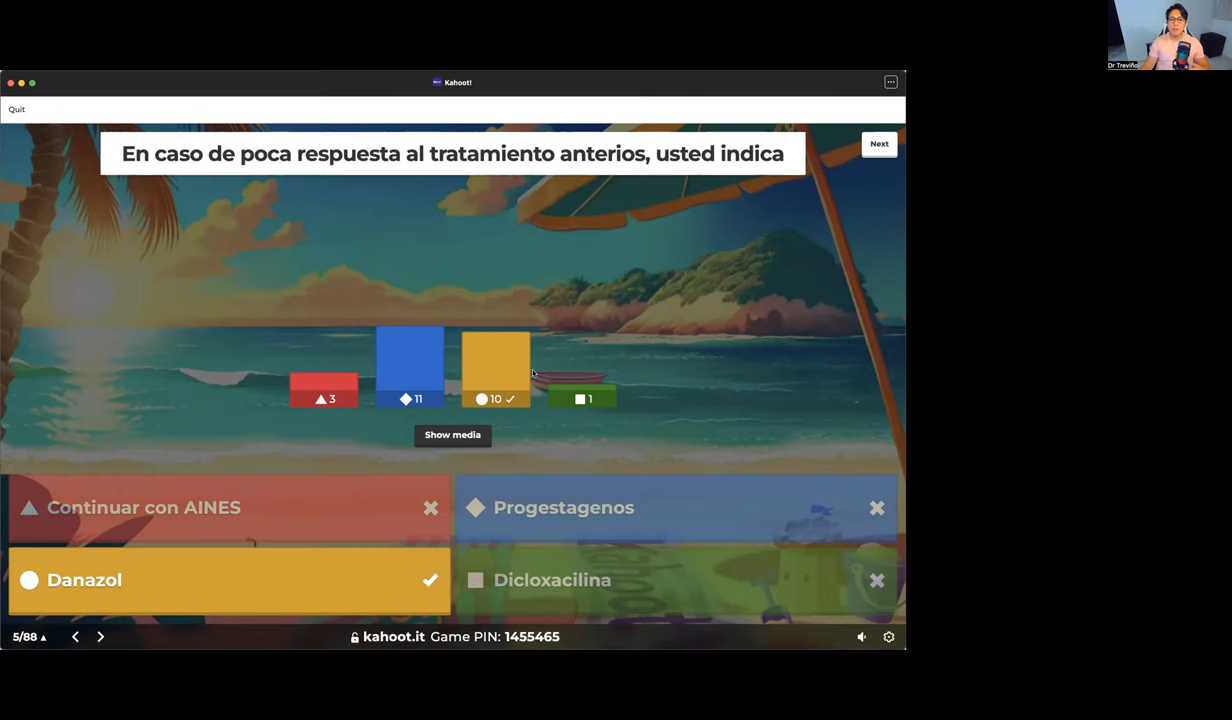 Dr Treviño
Kahoot!
Quit
En caso de poca respuesta al tratamiento anterios, usted indica
Next
3
11
10
1
Show media
Continuar con AINES
Progestagenos
Danazol
Dicloxacilina
5/88
kahoot.it Game PIN: 1455465